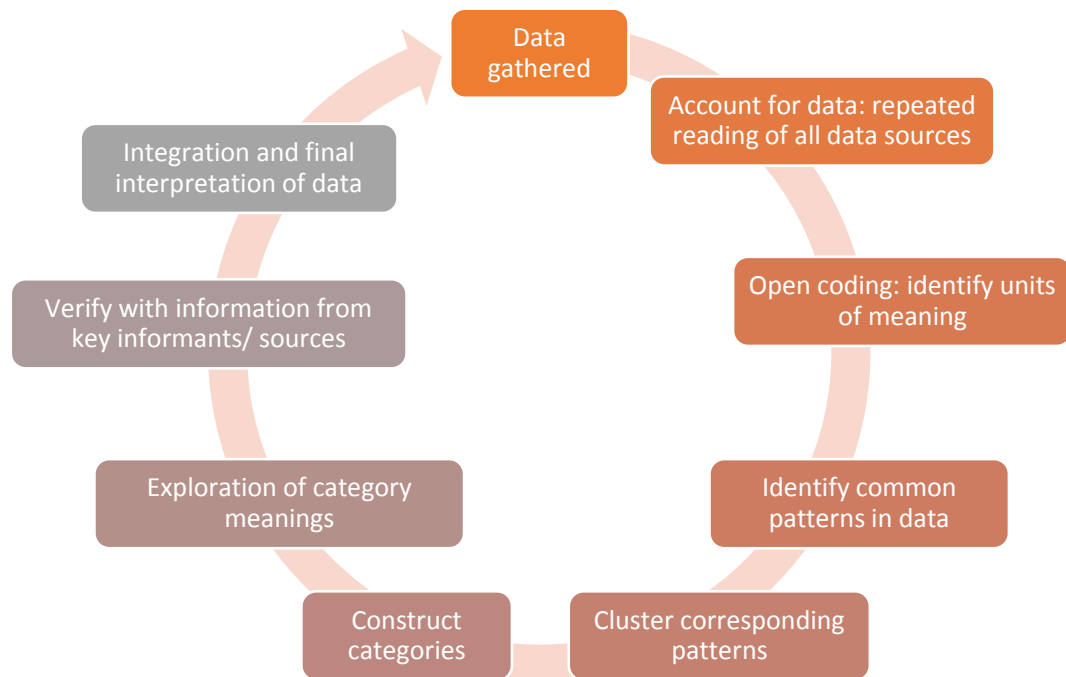 Data
gathered
Account for data: repeated
reading of all data sources
Open coding: identify units
of meaning
Identify common
patterns in data
Cluster corresponding
patterns
Construct
categories
Exploration of category
meanings
Verify with information from
key informants/ sources
Integration and final
interpretation of data